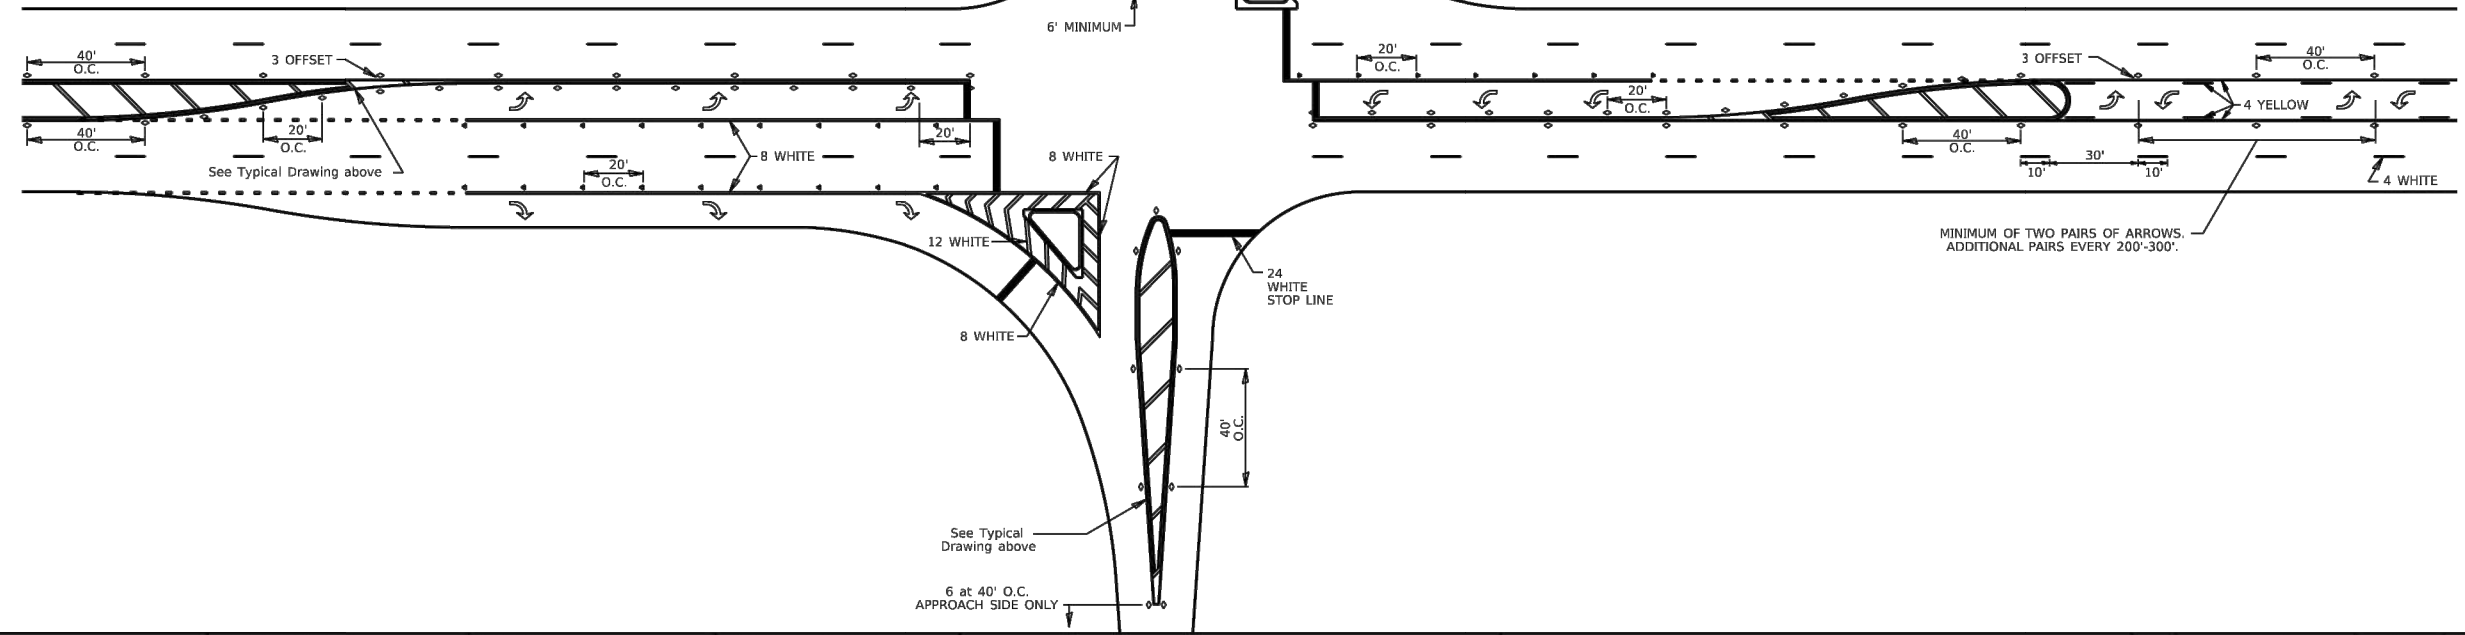 6' MINIMUM
40'
O.C.
3 OFFSET
20'
O.C.
3 OFFSET
40'
O.C.
20'
O.C.
4 YELLOW
40'
O.C.
20'
O.C.
20'
See Typical Drawing above
20'
O.C.
8 WHITE
8 WHITE
40'
O.C.
30'
10'
10'
4 WHITE
12 WHITE
MINIMUM OF TWO PAIRS OF ARROWS.
ADDITIONAL PAIRS EVERY 200'-300'.
24
WHITE
STOP LINE
8 WHITE
40'
O.C.
See Typical
Drawing above
6 at 40' O.C.
APPROACH SIDE ONLY